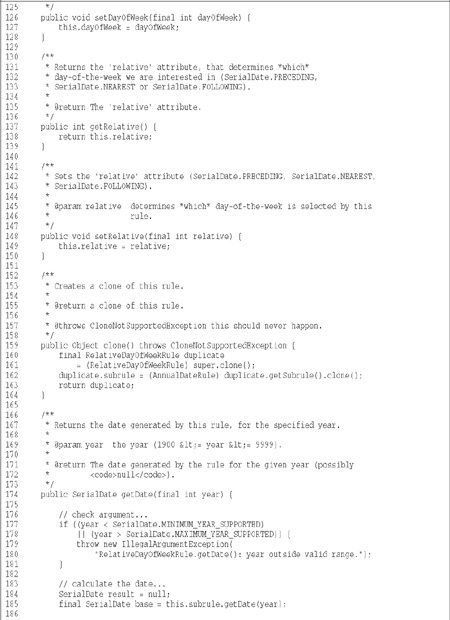 125 */
126 public void setDayOfWeek(final int dayOfWeek) {
127 this.dayOfWeek = dayOfWeek;
128 }
129
130 /**
131 * Returns the 'relative' attribute, that determines *which*
132 * day-of-the-week we are interested in (SerialDate.PRECEDING,
133 * SerialDate.NEAREST or SerialDate.FOLLOWING).
134 *
135 * @return The 'relative' attribute.
136 */
137 public int getRelative() {
138 return this.relative;
139 }
140
141 /**
142 * Sets the 'relative' attribute (SerialDate.PRECEDING, SerialDate.NEAREST,
143 * SerialDate.FOLLOWING).
144 *
145 * @param relative determines *which* day-of-the-week is selected by this
146 * rule.
147 */
148 public void setRelative(final int relative) {
149 this.relative = relative;
150 }
151
152 /**
153 * Creates a clone of this rule.
154 *
155 * @return a clone of this rule.
156 *
157 * @throws CloneNotSupportedException this should never happen.
158 */
159 public Object clone() throws CloneNotSupportedException {
160 final RelativeDayOfWeekRule duplicate
161 = (RelativeDayOfWeekRule) super.clone();
162 duplicate.subrule = (AnnualDateRule) duplicate.getSubrule().clone();
163 return duplicate;
164 }
165
166 /**
167 * Returns the date generated by this rule, for the specified year.
168 *
169 * @param year the year (1900 &lt;= year &lt;= 9999).
170 *
171 * @return The date generated by the rule for the given year (possibly
172 * <code>null</code>).
173 */
174 public SerialDate getDate(final int year) {
175
176 // check argument...
177 if ((year < SerialDate.MINIMUM_YEAR_SUPPORTED)
178 || (year > SerialDate.MAXIMUM_YEAR_SUPPORTED)) {
179 throw new IllegalArgumentException(
180 "RelativeDayOfWeekRule.getDate(): year outside valid range.");
181 }
182
183 // calculate the date...
184 SerialDate result = null;
185 final SerialDate base = this.subrule.getDate(year);
186